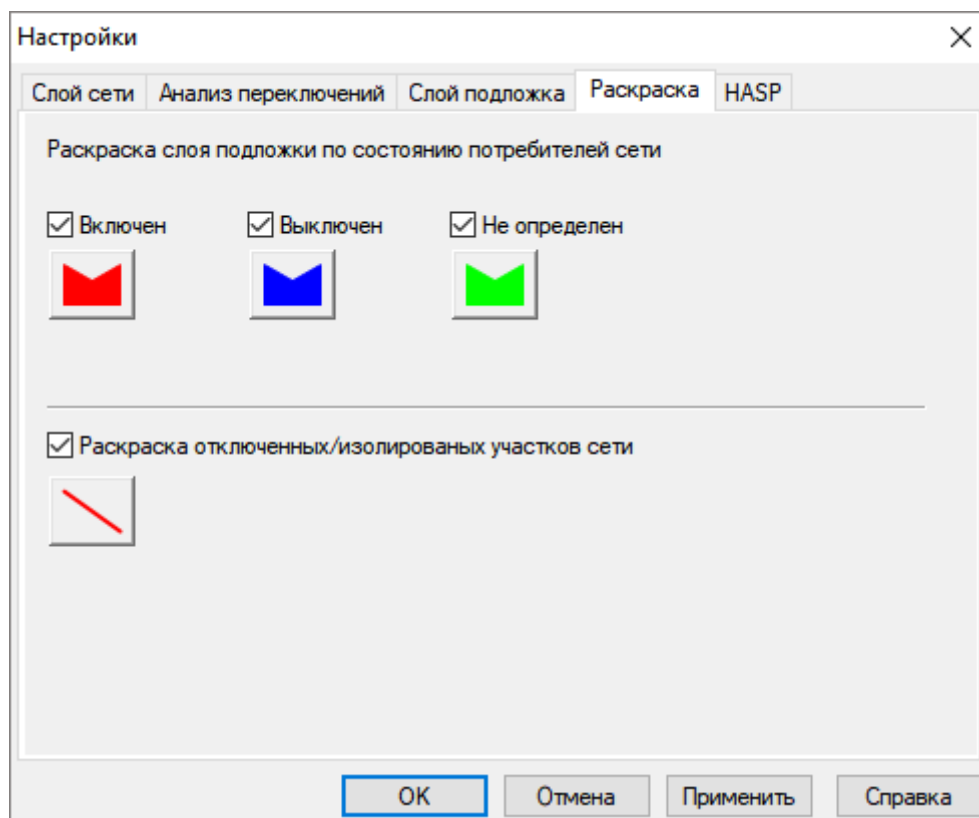 Настройки
Слой сети Анализ переключений Слой подложка Раскраска HASP
Раскраска слоя подложки по состоянию потребителей сети
Включен Выключен Не определен
Раскраска отключенных/изолированых участков сети
OK Отмена Применить Справка